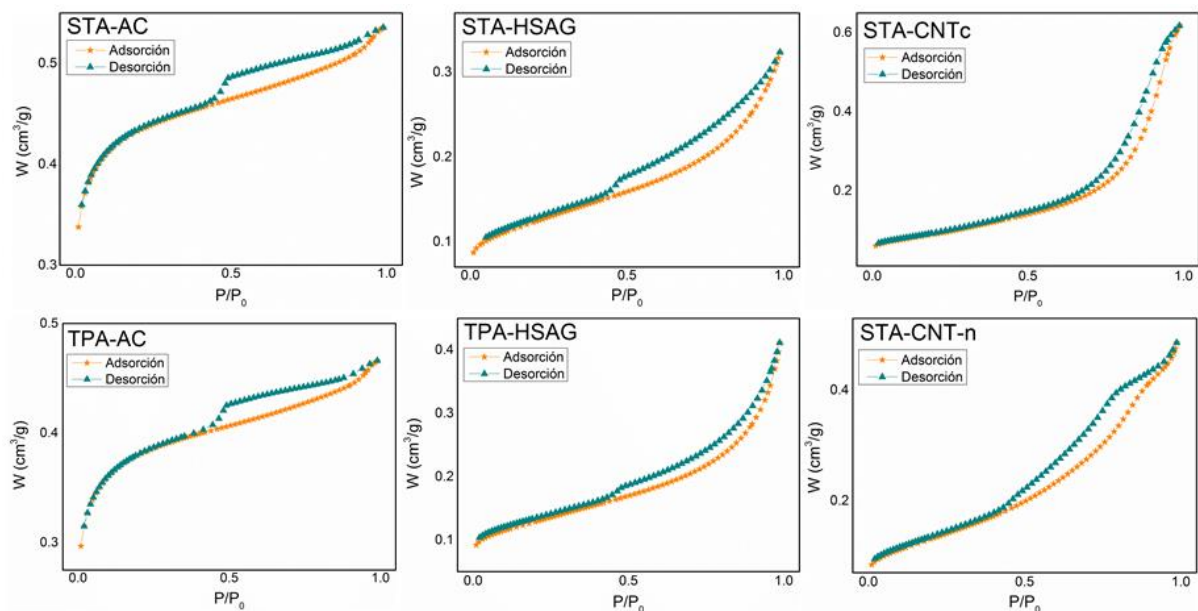 STA-AC
Adsorción
Desorción
W (cm³/g)
0.5
0.4
0.3
0.0
0.5
1.0
P/P₀
STA-HSAG
Adsorción
Desorción
W (cm³/g)
0.3
0.2
0.1
0.0
0.5
1.0
P/P₀
STA-CNTc
Adsorción
Desorción
W (cm³/g)
0.6
0.4
0.2
0.0
0.5
1.0
P/P₀
TPA-AC
Adsorción
Desorción
W (cm³/g)
0.5
0.4
0.3
0.0
0.5
1.0
P/P₀
TPA-HSAG
Adsorción
Desorción
W (cm³/g)
0.4
0.3
0.2
0.1
0.0
0.5
1.0
P/P₀
STA-CNT-n
Adsorción
Desorción
W (cm³/g)
0.4
0.2
0.0
0.5
1.0
P/P₀